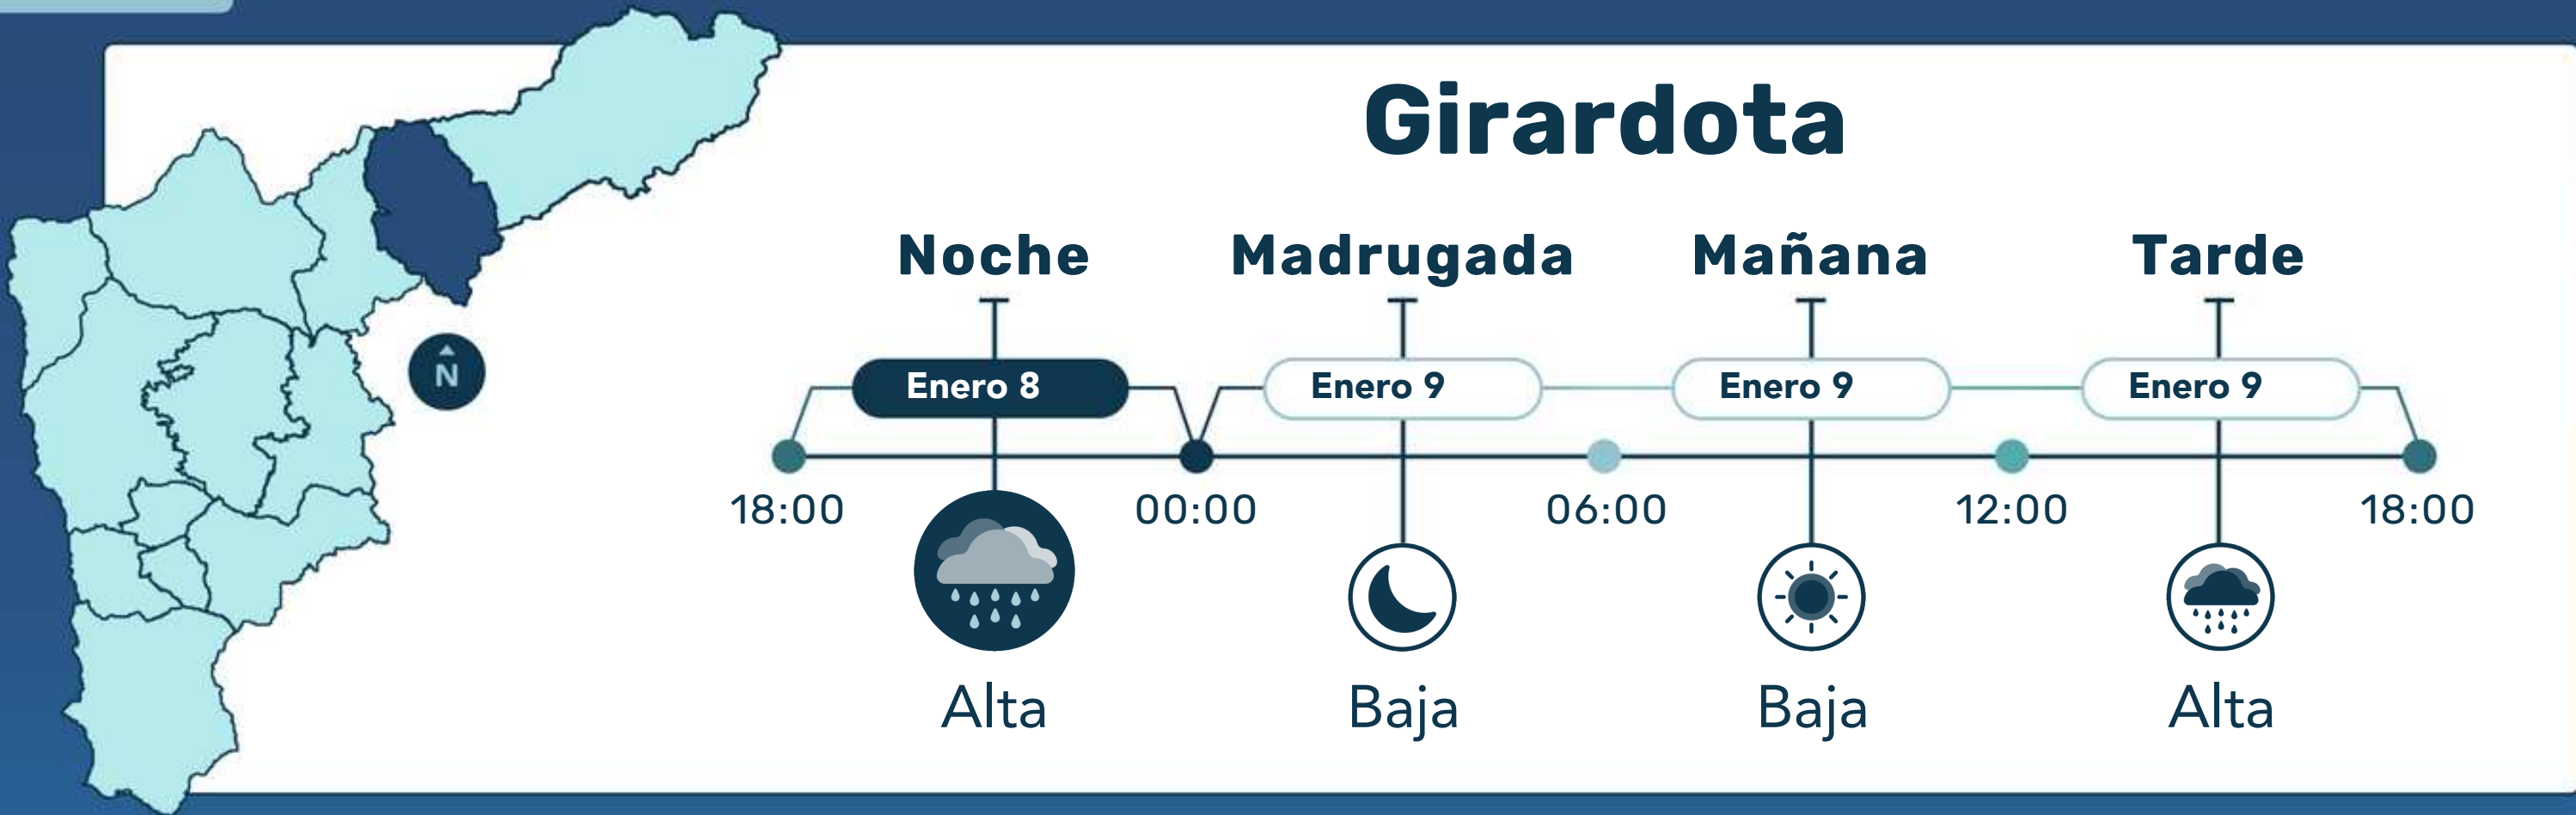 Girardota
Noche Madrugada Mañana Tarde
Enero 8 Enero 9 Enero 9 Enero 9
N
18:00 00:00 06:00 12:00 18:00
Alta Baja Baja Alta